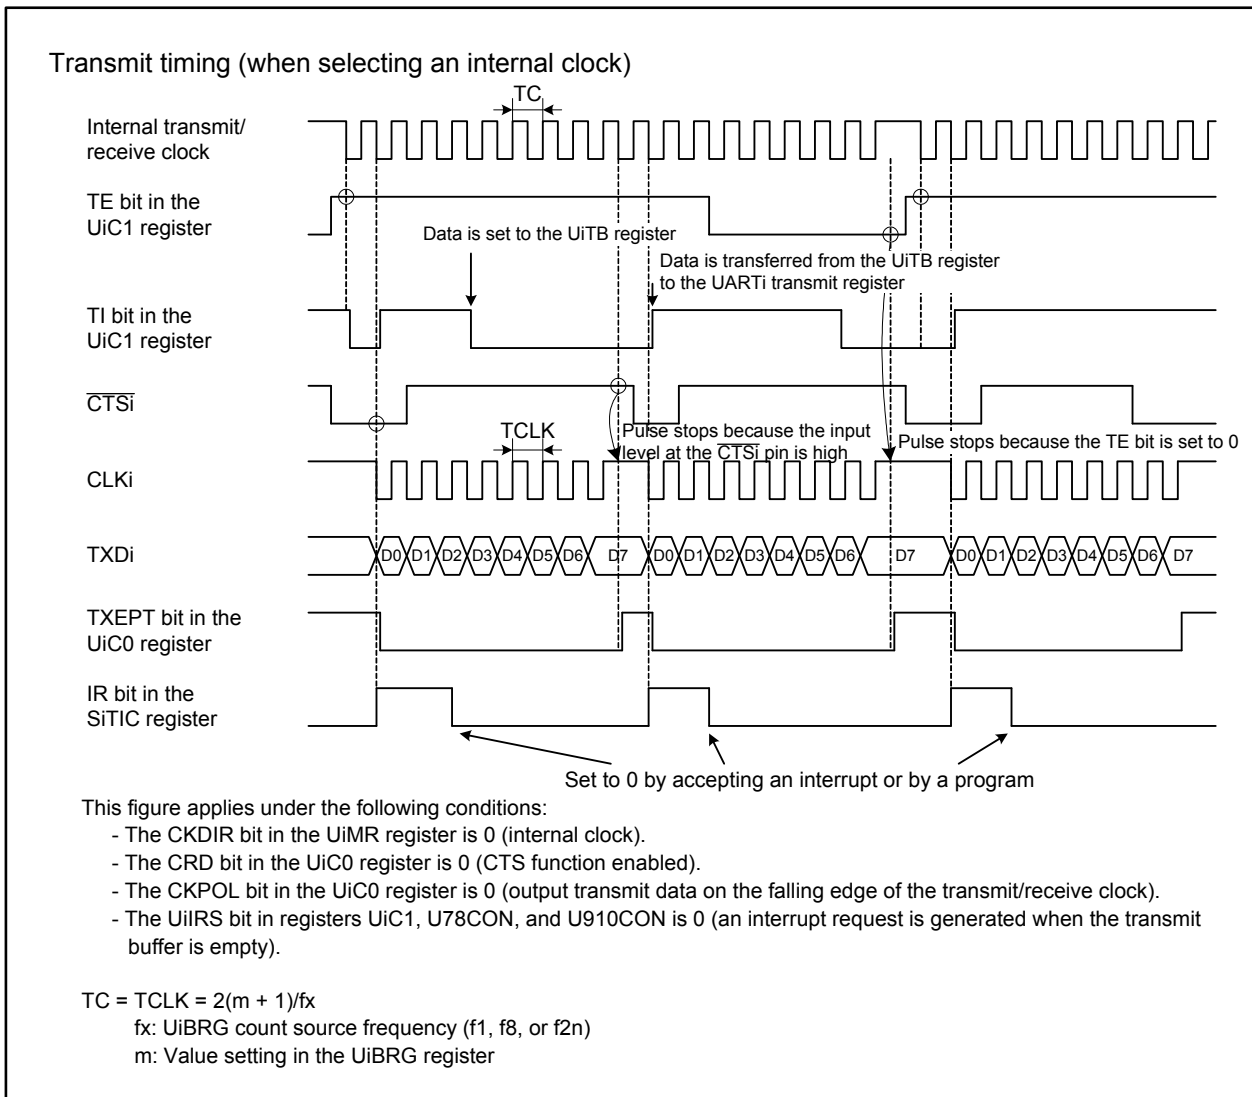 Transmit timing (when selecting an internal clock)
TC
Internal transmit/
receive clock
TE bit in the
UiC1 register
Data is set to the UiTB register
Data is transferred from the UiTB register
to the UARTi transmit register
TI bit in the
UiC1 register
CTSi
TCLK
Pulse stops because the input
level at the CTSi pin is high
Pulse stops because the TE bit is set to 0
CLKi
TXDi
D0 D1 D2 D3 D4 D5 D6 D7 D0 D1 D2 D3 D4 D5 D6 D7 D0 D1 D2 D3 D4 D5 D6 D7
TXEPT bit in the
UiC0 register
IR bit in the
SiTIC register
Set to 0 by accepting an interrupt or by a program
This figure applies under the following conditions:
- The CKDIR bit in the UiMR register is 0 (internal clock).
- The CRD bit in the UiC0 register is 0 (CTS function enabled).
- The CKPOL bit in the UiC0 register is 0 (output transmit data on the falling edge of the transmit/receive clock).
- The UiIRS bit in registers UiC1, U78CON, and U910CON is 0 (an interrupt request is generated when the transmit
buffer is empty).
TC = TCLK = 2(m + 1)/fx
fx: UiBRG count source frequency (f1, f8, or f2n)
m: Value setting in the UiBRG register